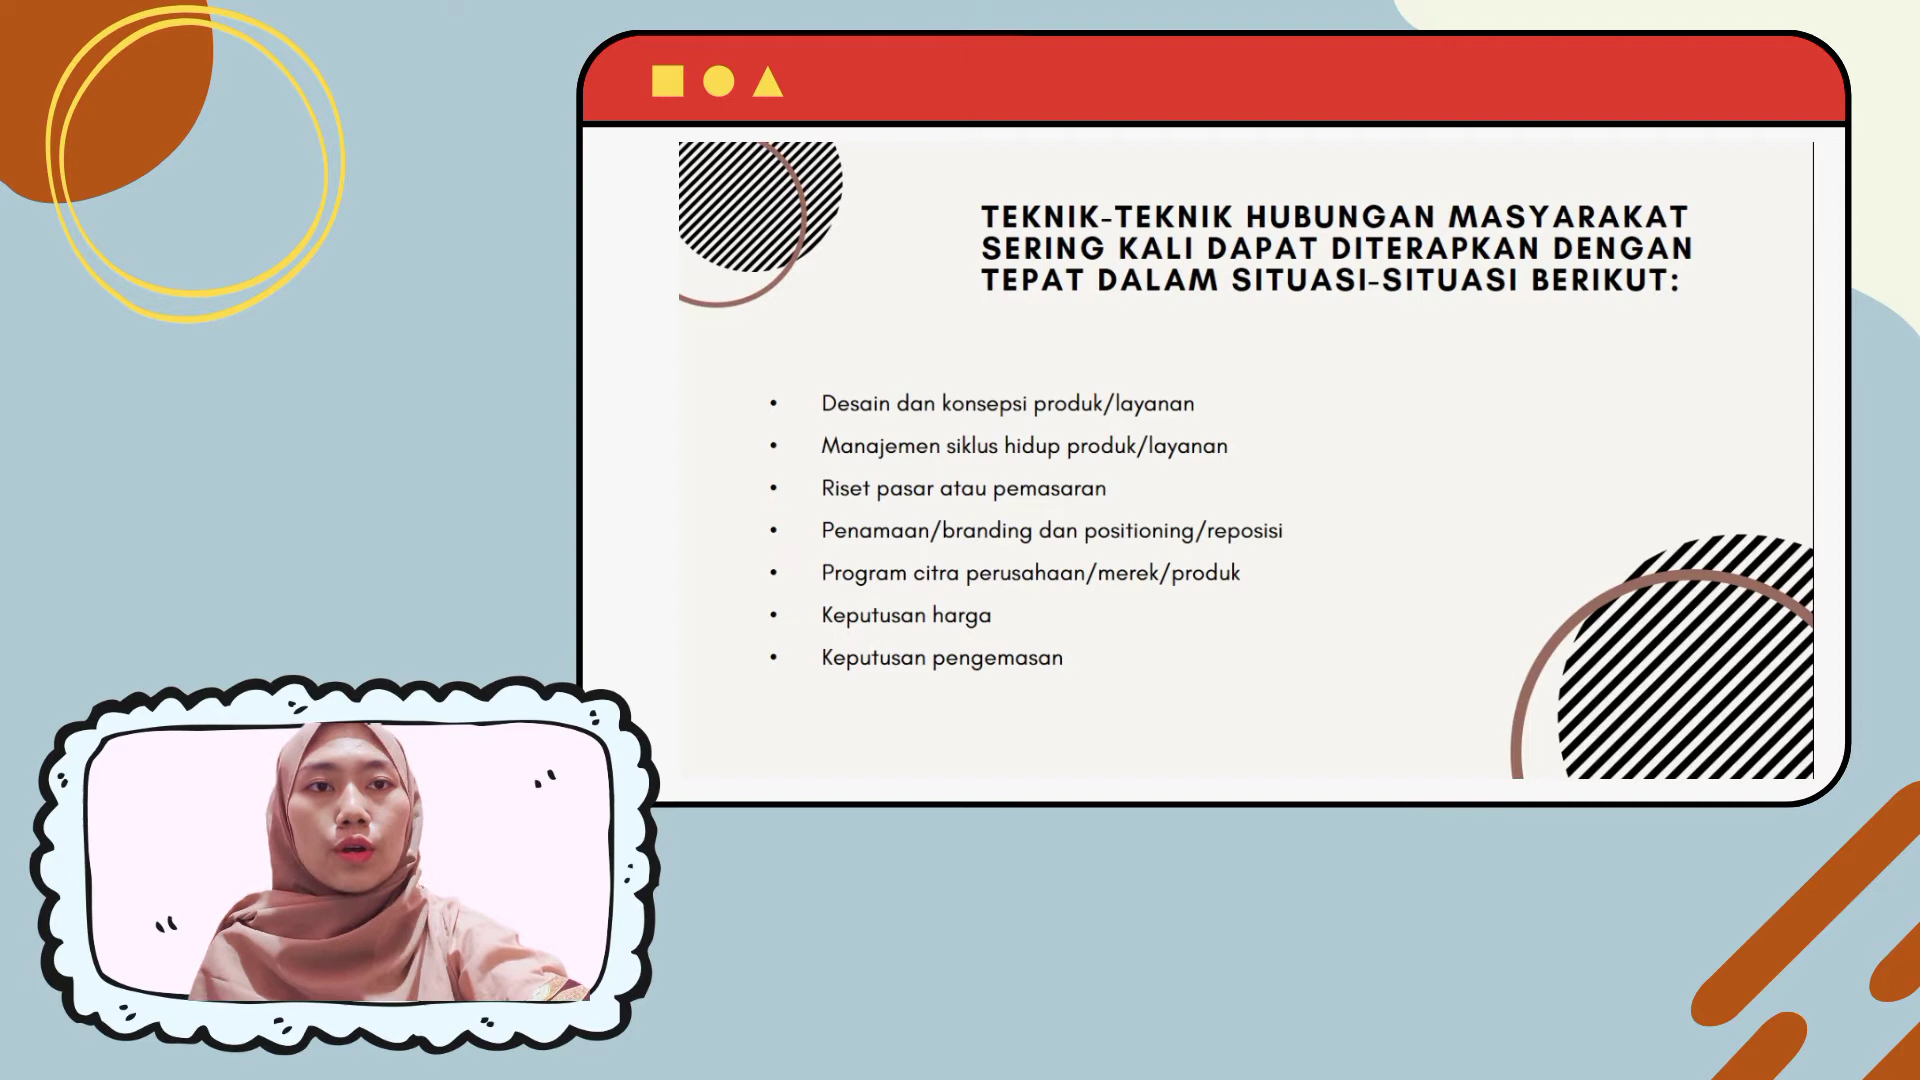 TEKNIK-TEKNIK HUBUNGAN MASYARAKAT
SERING KALI DAPAT DITERAPKAN DENGAN
TEPAT DALAM SITUASI-SITUASI BERIKUT:
• Desain dan konsepsi produk/layanan
• Manajemen siklus hidup produk/layanan
• Riset pasar atau pemasaran
• Penamaan/branding dan positioning/reposisi
• Program citra perusahaan/merek/produk
• Keputusan harga
• Keputusan pengemasan